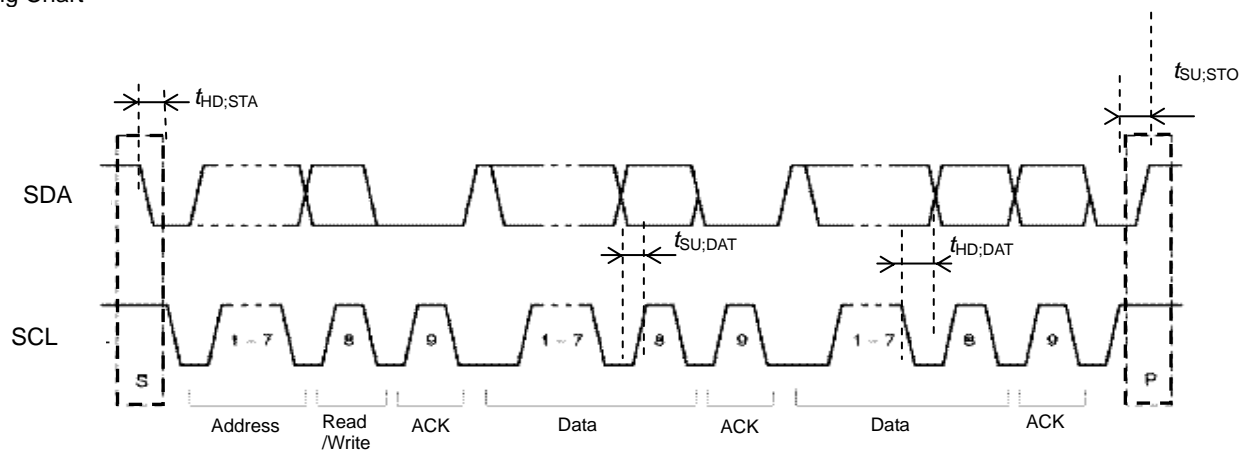 ng Chart
tHD;STA
tSU;STO
SDA
tSU;DAT
tHD;DAT
SCL
1 – 7 8 9 1 – 7 8 9 1 – 7 8 9
S P
Address Read /Write ACK Data ACK Data ACK